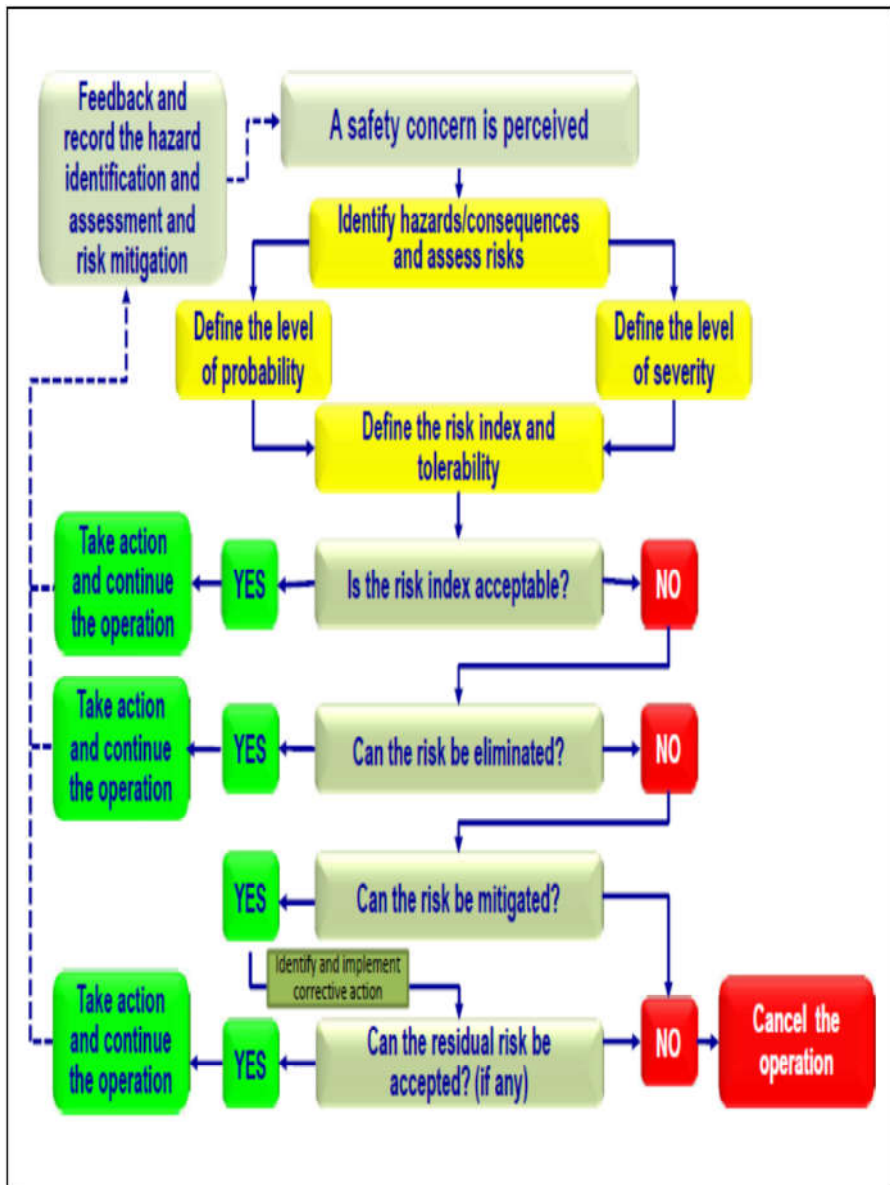 Feedback and
record the hazard
identification and
assessment and
risk mitigation
A safety concern is perceived
Identify hazards/consequences
and assess risks
Define the level
of probability
Define the level
of severity
Define the risk index and
tolerability
Take action
and continue
the operation
YES
Is the risk index acceptable?
NO
Take action
and continue
the operation
YES
Can the risk be eliminated?
NO
YES
Can the risk be mitigated?
Identify and implement
corrective action
Take action
and continue
the operation
YES
Can the residual risk be
accepted? (if any)
NO
Cancel the
operation